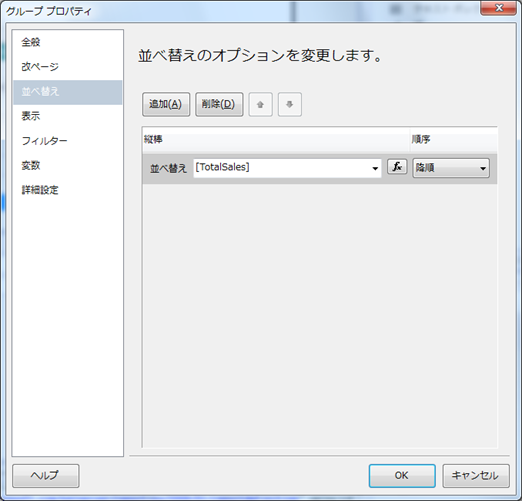 グループ プロパティ
全般
改ページ
並べ替え
表示
フィルター
変数
詳細設定
並べ替えのオプションを変更します。
追加(A)
削除(D)
縦棒
順序
並べ替え
[TotalSales]
fx
降順
ヘルプ
OK
キャンセル